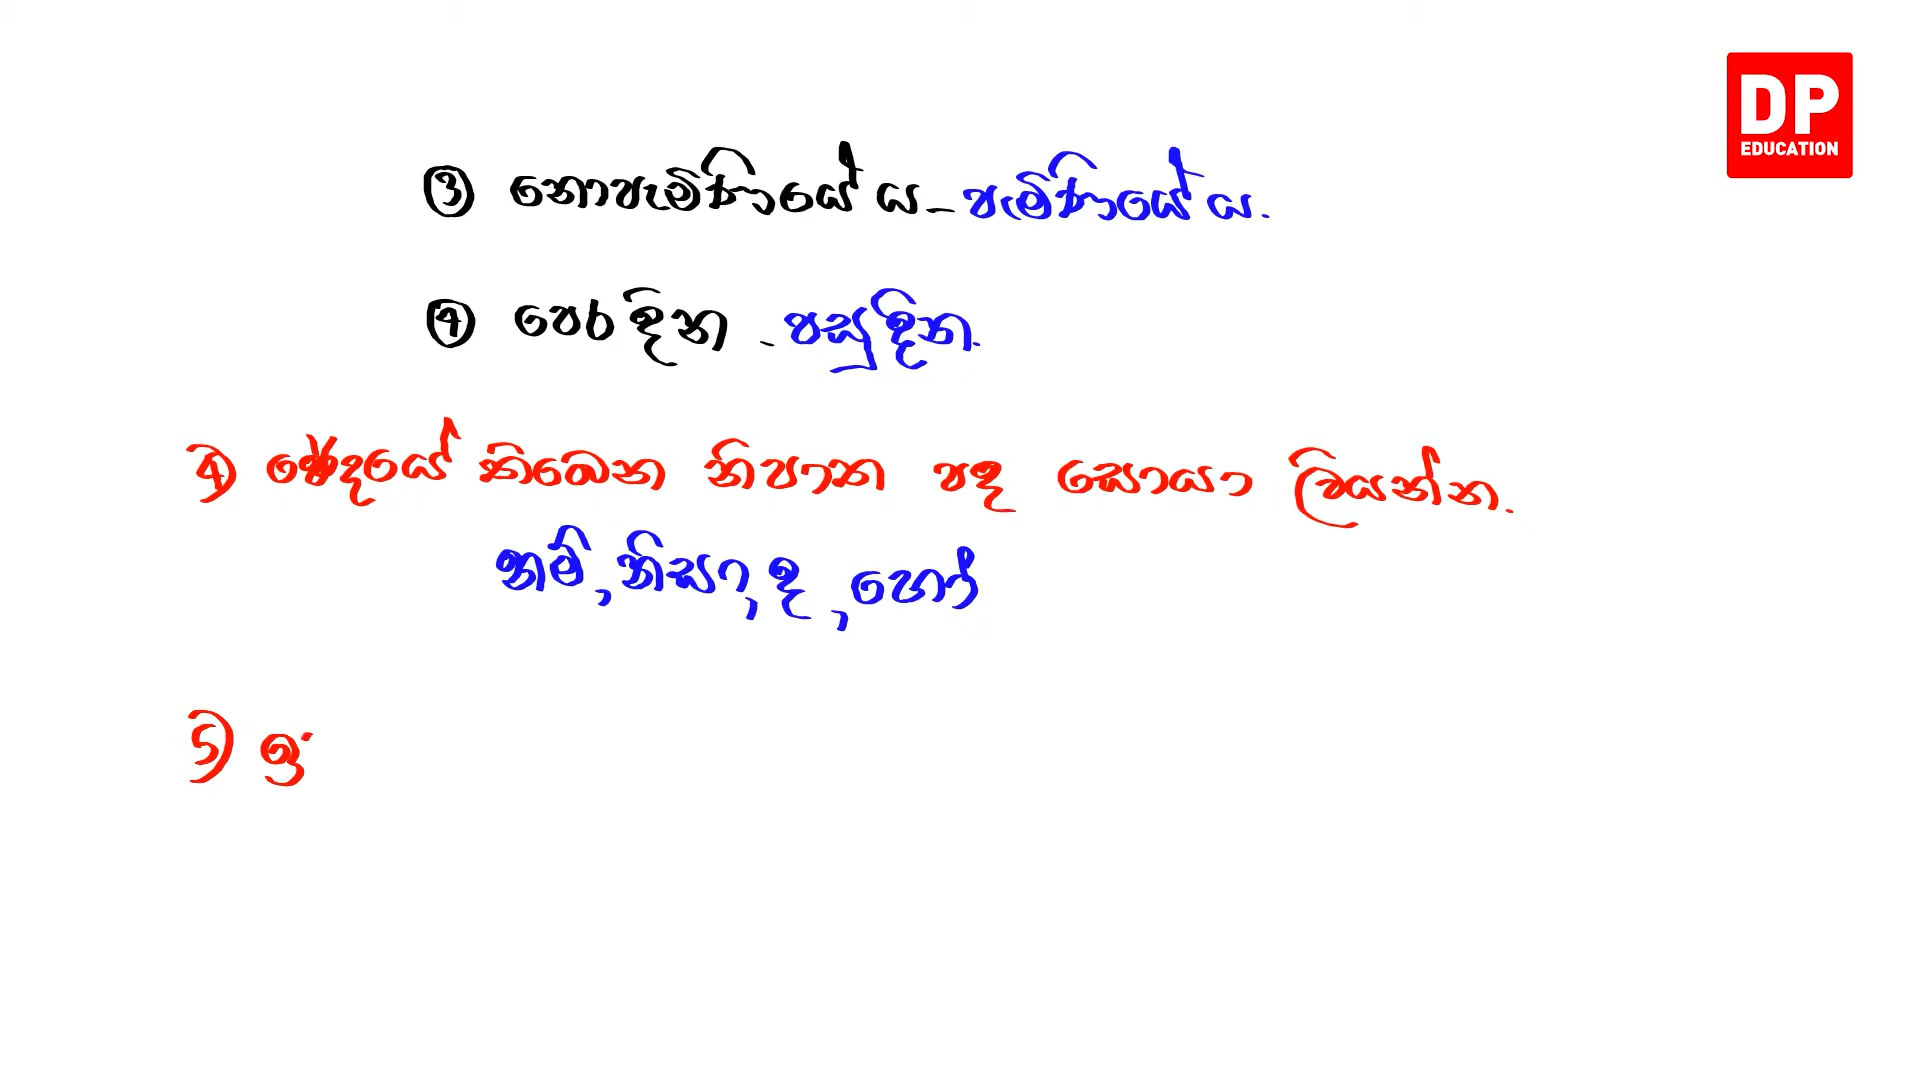 DP
EDUCATION
③ නොපැමිණියේ ය - පැමිණියේ ය.
④ පෙරදින - පසුදින.
4) ඡේදයේ තිබෙන නිපාත පද සොයා ලියන්න.
නම්, නිසා, ද, හෝ
5) ඉ